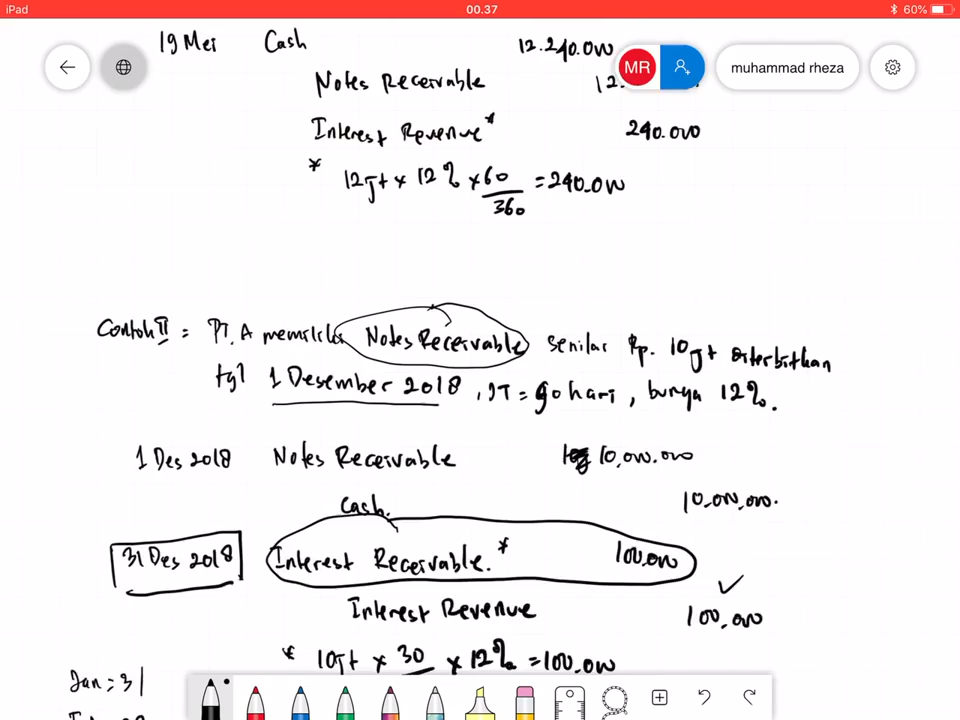 iPad 00.37 60%
19 Mei Cash 12.240.000
MR muhammad rheza
Notes Receivable 12.
Interest Revenue* 240.000
* 12jt x 12% x 60/360 = 240.000
Contoh II = PT. A memiliki Notes Receivable senilai Rp. 10jt diterbitkan
tgl 1 Desember 2018, JT = 90 hari, bunga 12%.
1 Des 2018 Notes Receivable 10.000.000
Cash. 10.000.000.
31 Des 2018 Interest Receivable.* 100.000
Interest Revenue 100.000
* 10jt x 30 x 12% = 100.000
Jan = 31